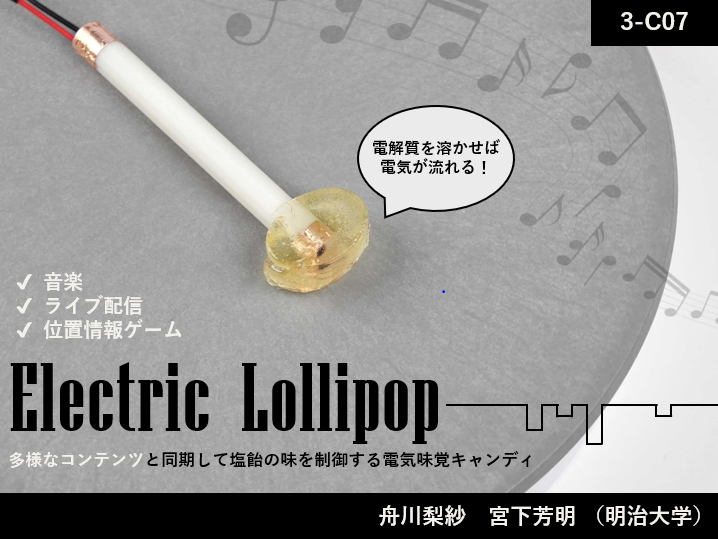 3-C07
電解質を溶かせば
電気が流れる！
✓ 音楽
✓ ライブ配信
✓ 位置情報ゲーム
Electric Lollipop
多様なコンテンツと同期して塩飴の味を制御する電気味覚キャンディ
舟川梨紗　宮下芳明 （明治大学）